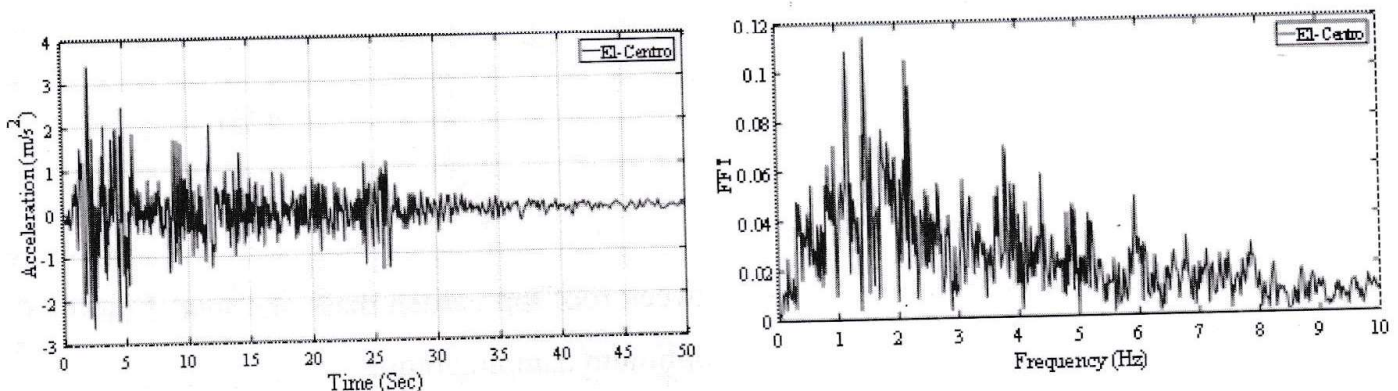 El-Centro
4
3
2
1
0
-1
-2
-3
Acceleration (m/s²)
0 5 10 15 20 25 30 35 40 45 50
Time (Sec)
El-Centro
0.12
0.1
0.08
0.06
0.04
0.02
0
FFT
0 1 2 3 4 5 6 7 8 9 10
Frequency (Hz)